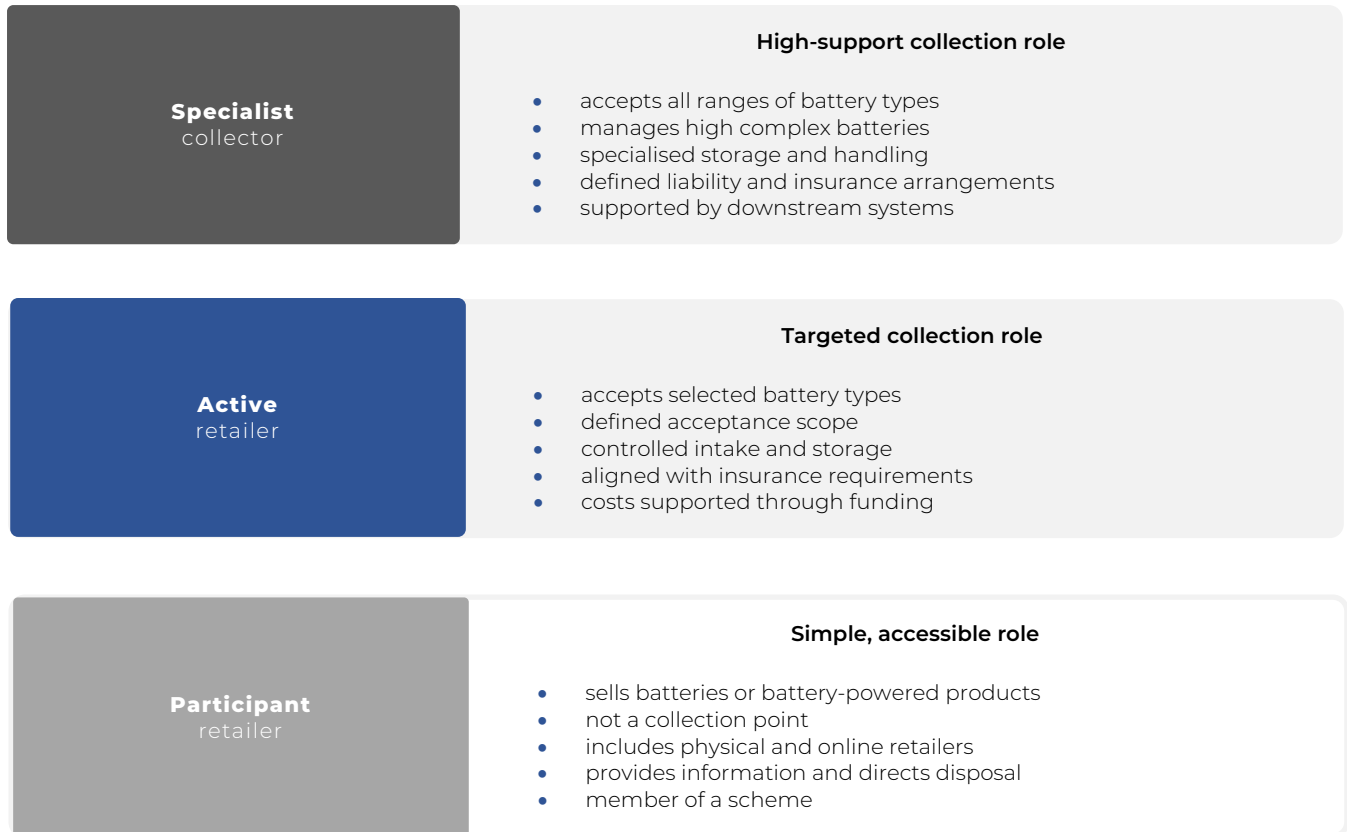 Specialist
collector
High-support collection role
• accepts all ranges of battery types
• manages high complex batteries
• specialised storage and handling
• defined liability and insurance arrangements
• supported by downstream systems
Active
retailer
Targeted collection role
• accepts selected battery types
• defined acceptance scope
• controlled intake and storage
• aligned with insurance requirements
• costs supported through funding
Participant
retailer
Simple, accessible role
• sells batteries or battery-powered products
• not a collection point
• includes physical and online retailers
• provides information and directs disposal
• member of a scheme